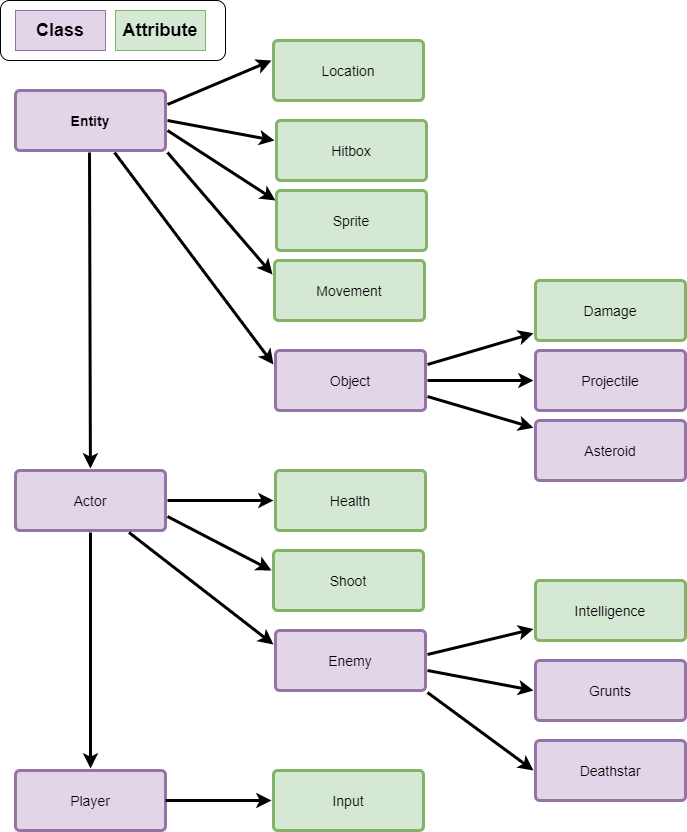 Class
Attribute
Location
Entity
Hitbox
Sprite
Movement
Damage
Object
Projectile
Asteroid
Actor
Health
Shoot
Intelligence
Enemy
Grunts
Deathstar
Player
Input